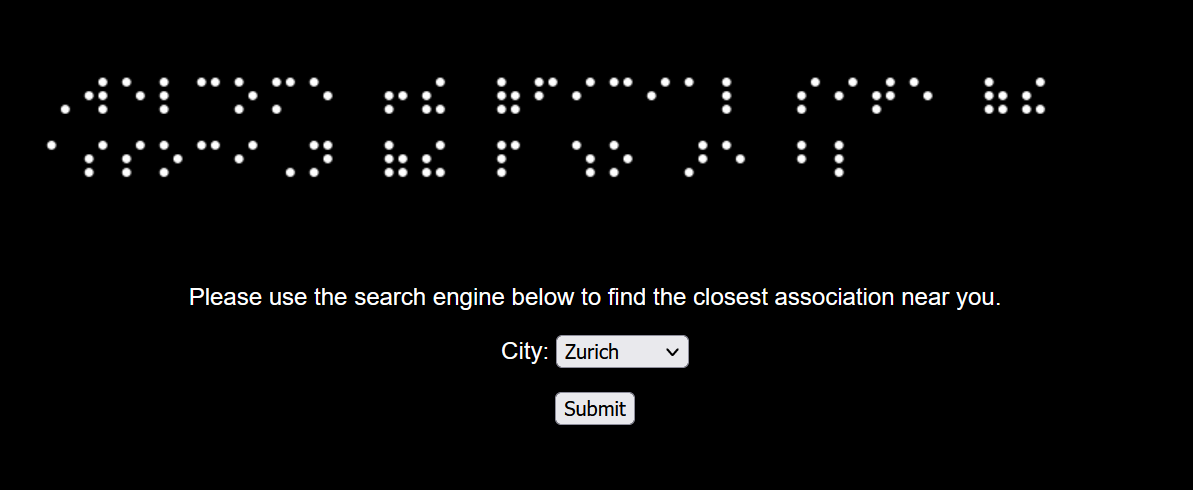 ⠠⠺⠑⠇⠉⠕⠍⠑ ⠖⠮ ⠷⠋⠊⠉⠊⠁⠇ ⠎⠊⠞⠑ ⠷⠮
⠁⠎⠎⠕⠉⠊⠠⠝ ⠷⠮ ⠏ ⠱⠕ ⠜⠑ ⠃⠇
Please use the search engine below to find the closest association near you.
City: Zurich
Submit